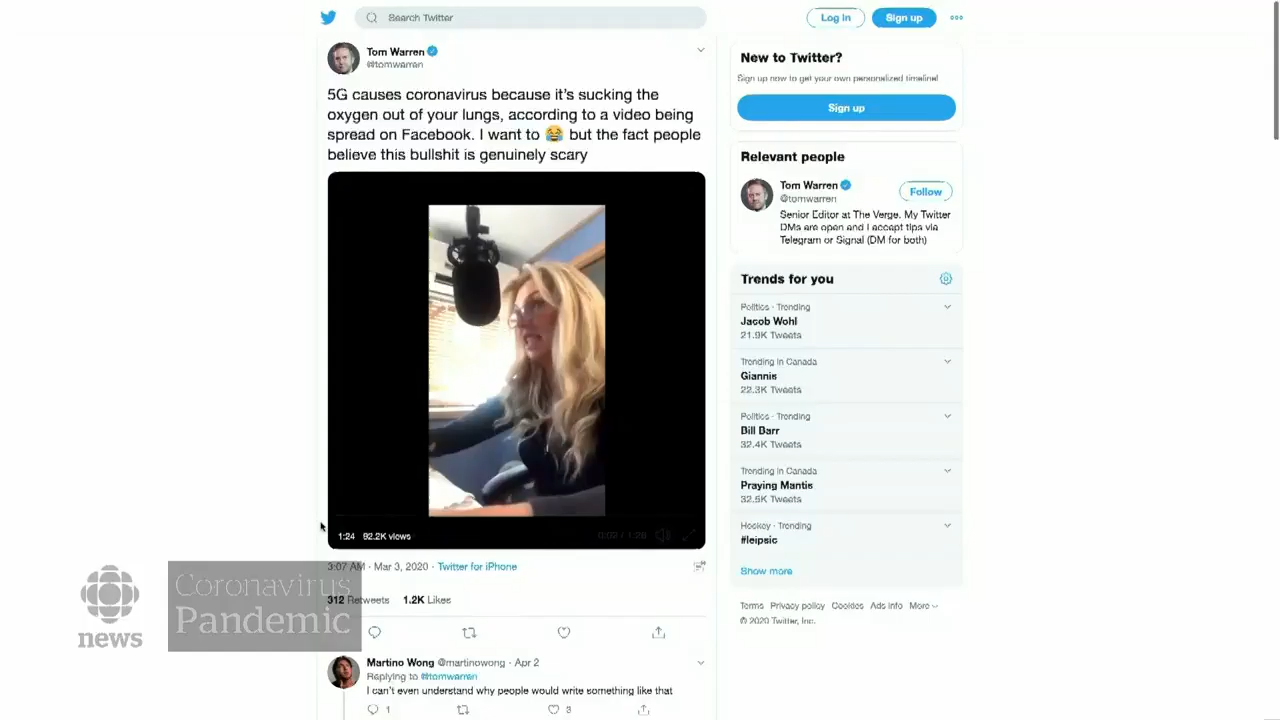 Search Twitter
Log in
Sign up
Tom Warren
@tomwarren
5G causes coronavirus because it's sucking the
oxygen out of your lungs, according to a video being
spread on Facebook. I want to 😂 but the fact people
believe this bullshit is genuinely scary
1:24 92.2K views
0:03 / 1:26
3:07 AM · Mar 3, 2020 · Twitter for iPhone
312 Retweets 1.2K Likes
Martino Wong @martinowong · Apr 2
Replying to @tomwarren
I can't even understand why people would write something like that
1
3
New to Twitter?
Sign up now to get your own personalized timeline!
Sign up
Relevant people
Tom Warren
@tomwarren
Follow
Senior Editor at The Verge. My Twitter
DMs are open and I accept tips via
Telegram or Signal (DM for both)
Trends for you
Politics · Trending
Jacob Wohl
21.9K Tweets
Trending in Canada
Giannis
22.3K Tweets
Politics · Trending
Bill Barr
32.4K Tweets
Trending in Canada
Praying Mantis
32.5K Tweets
Hockey · Trending
#leipsic
Show more
Terms Privacy policy Cookies Ads info More
© 2020 Twitter, Inc.
news
Coronavirus
Pandemic